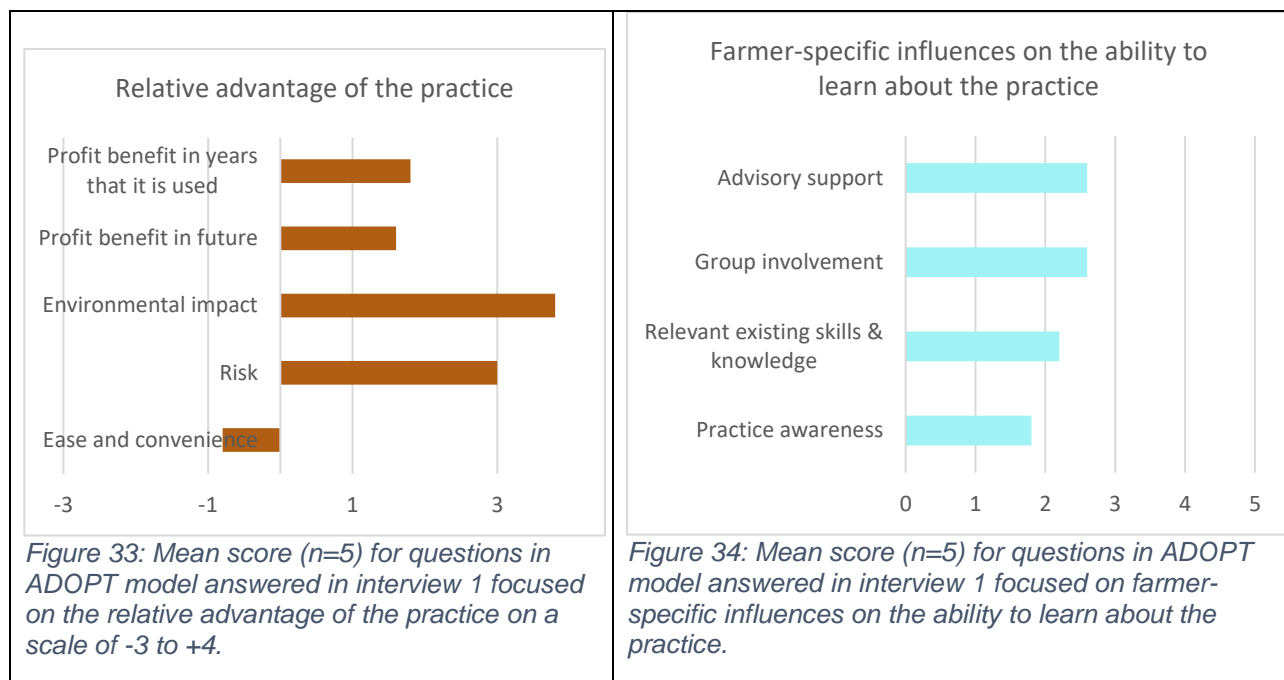 Relative advantage of the practice
Profit benefit in years
that it is used
Profit benefit in future
Environmental impact
Risk
Ease and convenience
-3 -1 1 3
Figure 33: Mean score (n=5) for questions in
ADOPT model answered in interview 1 focused
on the relative advantage of the practice on a
scale of -3 to +4.
Farmer-specific influences on the ability to
learn about the practice
Advisory support
Group involvement
Relevant existing skills &
knowledge
Practice awareness
0 1 2 3 4 5
Figure 34: Mean score (n=5) for questions in ADOPT
model answered in interview 1 focused on farmer-
specific influences on the ability to learn about the
practice.